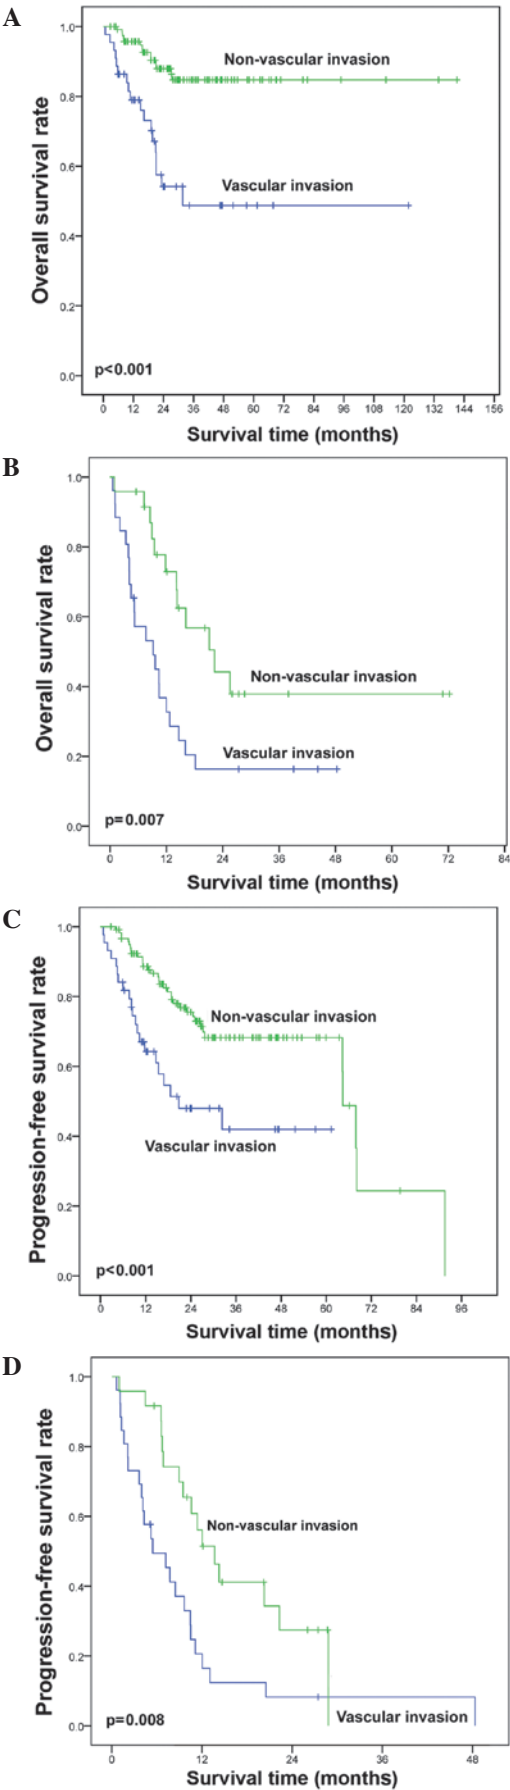 A
Overall survival rate
1.0
0.8
0.6
0.4
0.2
0.0
Non-vascular invasion
Vascular invasion
p<0.001
0 12 24 36 48 60 72 84 96 108 120 132 144 156
Survival time (months)
B
Overall survival rate
1.0
0.8
0.6
0.4
0.2
0.0
Non-vascular invasion
Vascular invasion
p=0.007
0 12 24 36 48 60 72 84
Survival time (months)
C
Progression-free survival rate
1.0
0.8
0.6
0.4
0.2
0.0
Non-vascular invasion
Vascular invasion
p<0.001
0 12 24 36 48 60 72 84 96
Survival time (months)
D
Progression-free survival rate
1.0
0.8
0.6
0.4
0.2
0.0
Non-vascular invasion
Vascular invasion
p=0.008
0 12 24 36 48
Survival time (months)